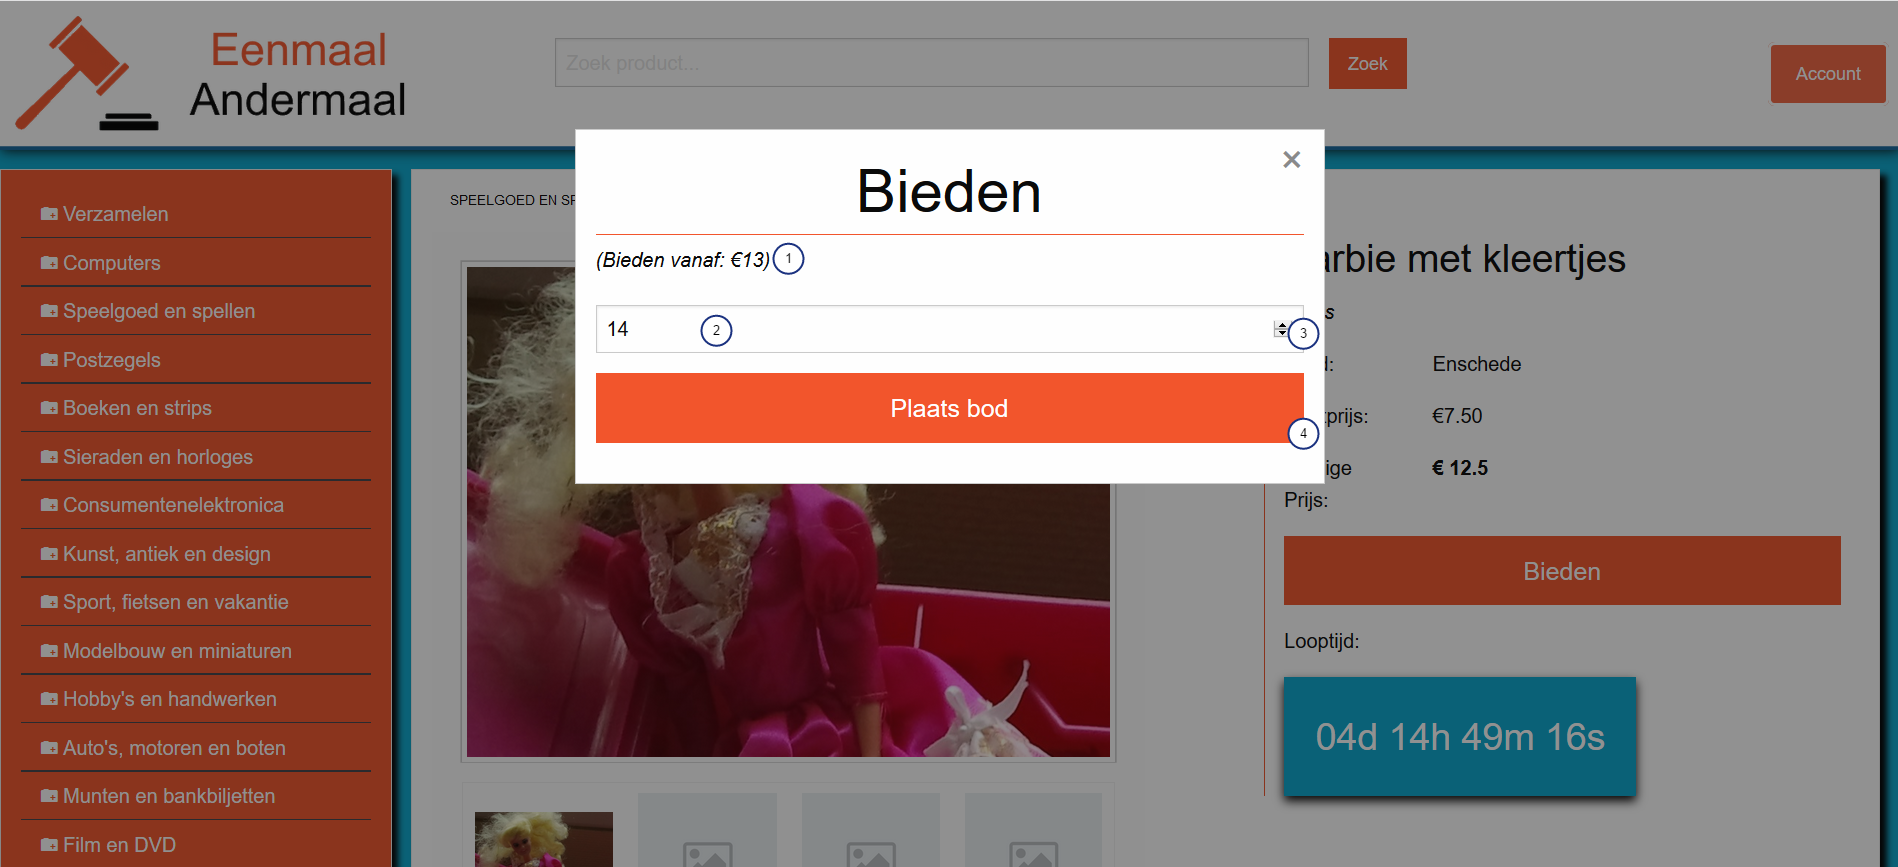 Eenmaal
Andermaal
Zoek product...
Zoek
Account
Verzamelen
Computers
Speelgoed en spellen
Postzegels
Boeken en strips
Sieraden en horloges
Consumentenelektronica
Kunst, antiek en design
Sport, fietsen en vakantie
Modelbouw en miniaturen
Hobby's en handwerken
Auto's, motoren en boten
Munten en bankbiljetten
Film en DVD
SPEELGOED EN SP
Bieden
×
(Bieden vanaf: €13)
1
14
2
3
Plaats bod
4
arbie met kleertjes
s
d:
Enschede
tprijs:
€7.50
ige
Prijs:
€ 12.5
Bieden
Looptijd:
04d 14h 49m 16s